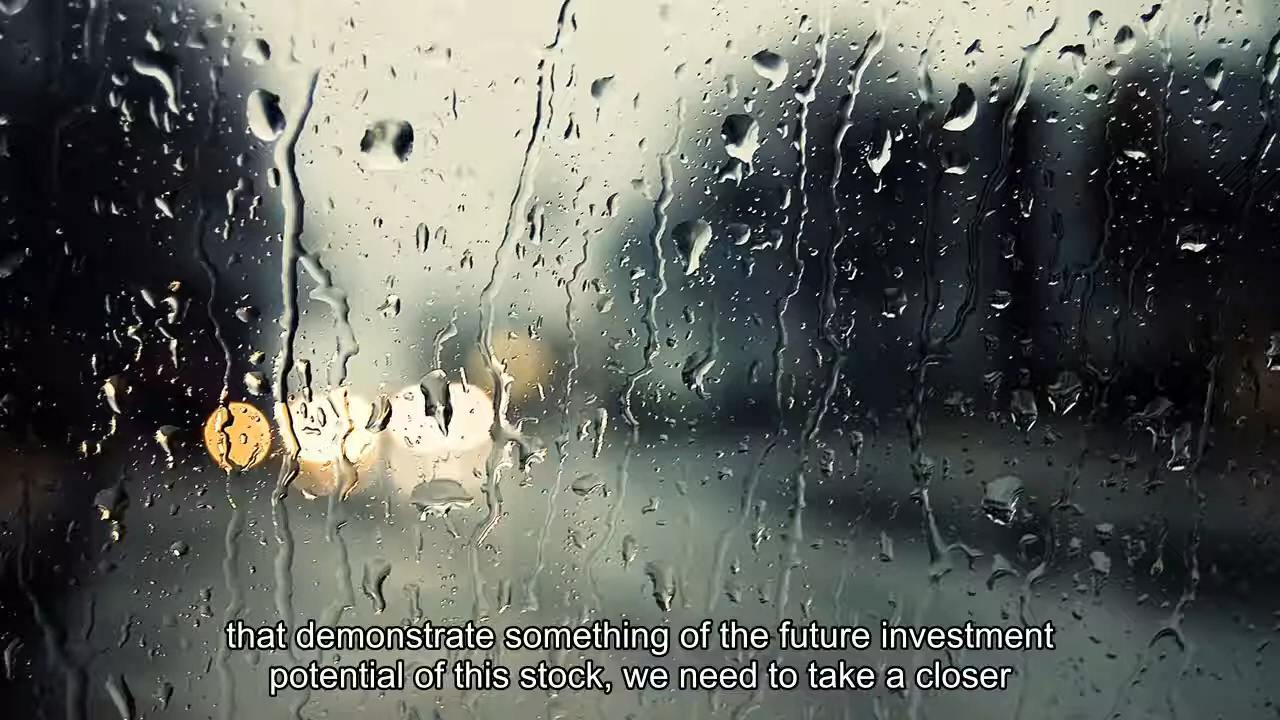 that demonstrate something of the future investment
potential of this stock, we need to take a closer